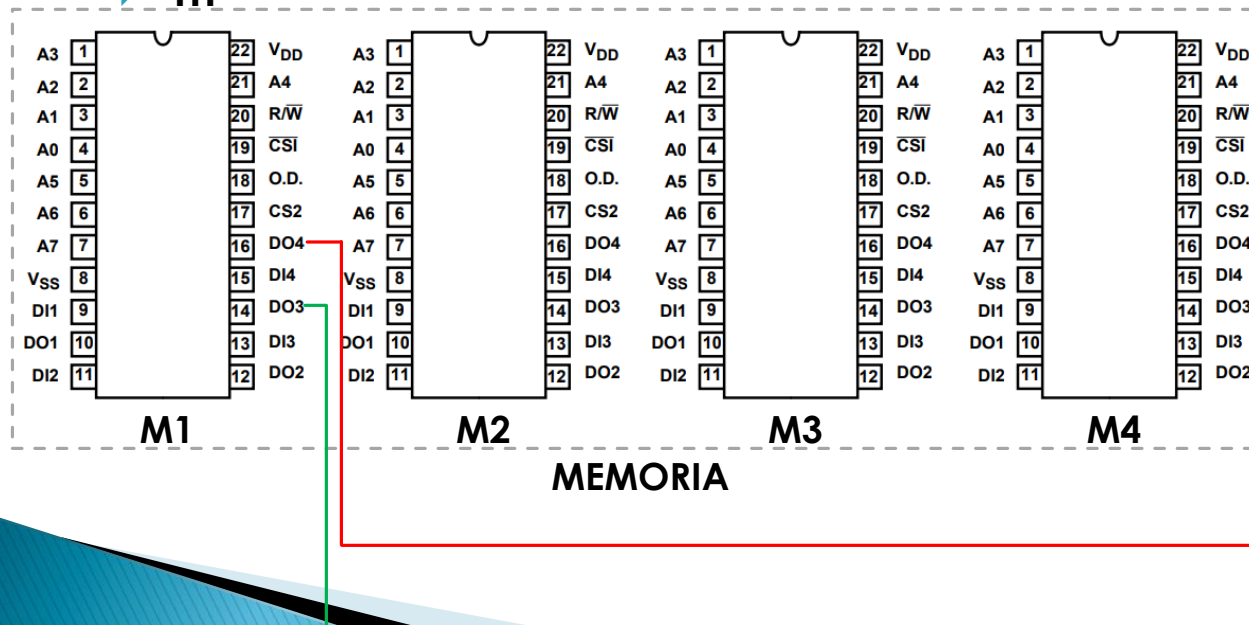 A3 1 22 VDD A3 1 22 VDD A3 1 22 VDD A3 1 22 VDD
A2 2 21 A4 A2 2 21 A4 A2 2 21 A4 A2 2 21 A4
A1 3 20 R/W̅ A1 3 20 R/W̅ A1 3 20 R/W̅ A1 3 20 R/W̅
A0 4 19 C̅S̅I̅ A0 4 19 C̅S̅I̅ A0 4 19 C̅S̅I̅ A0 4 19 C̅S̅I̅
A5 5 18 O.D. A5 5 18 O.D. A5 5 18 O.D. A5 5 18 O.D.
A6 6 17 CS2 A6 6 17 CS2 A6 6 17 CS2 A6 6 17 CS2
A7 7 16 DO4 A7 7 16 DO4 A7 7 16 DO4 A7 7 16 DO4
VSS 8 15 DI4 VSS 8 15 DI4 VSS 8 15 DI4 VSS 8 15 DI4
DI1 9 14 DO3 DI1 9 14 DO3 DI1 9 14 DO3 DI1 9 14 DO3
DO1 10 13 DI3 DO1 10 13 DI3 DO1 10 13 DI3 DO1 10 13 DI3
DI2 11 12 DO2 DI2 11 12 DO2 DI2 11 12 DO2 DI2 11 12 DO2
M1 M2 M3 M4
MEMORIA